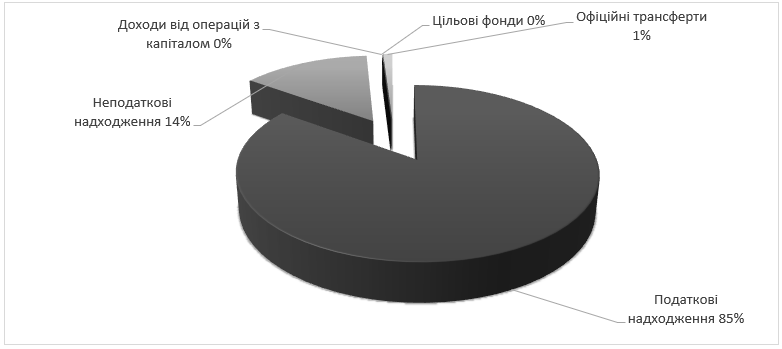 Доходи від операцій з
капіталом 0%
Цільові фонди 0%
Офіційні трансферти
1%
Неподаткові
надходження 14%
Податкові
надходження 85%